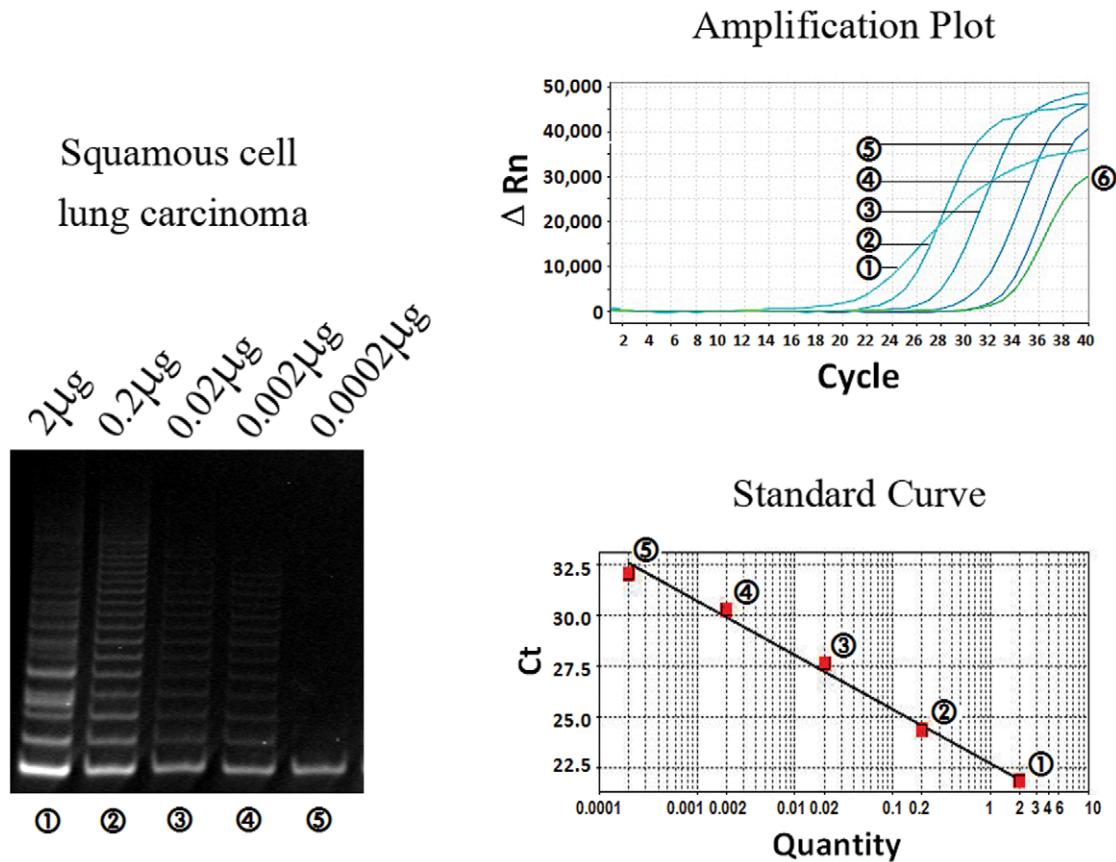 Squamous cell
lung carcinoma
2μg
0.2μg
0.02μg
0.002μg
0.0002μg
① ② ③ ④ ⑤
Amplification Plot
50,000
40,000
30,000
20,000
10,000
0
Δ Rn
⑤
④
③
②
①
⑥
2 4 6 8 10 12 14 16 18 20 22 24 26 28 30 32 34 36 38 40
Cycle
Standard Curve
32.5
30.0
27.5
25.0
22.5
Ct
⑤
④
③
②
①
0.0001 0.001 0.002 0.01 0.02 0.1 0.2 1 2 3 4 6 10
Quantity